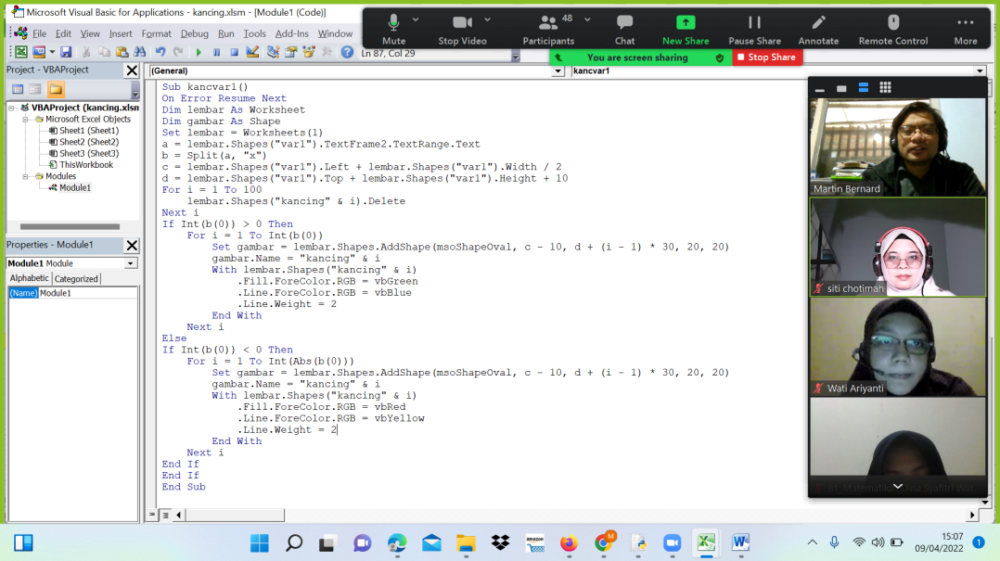 Microsoft Visual Basic for Applications - kancing.xlsm - [Module1 (Code)]
File Edit View Insert Format Debug Run Tools Add-Ins Window
Ln 87, Col 29
Mute
Stop Video
48
Participants
Chat
New Share
Pause Share
Annotate
Remote Control
More
You are screen sharing
Stop Share
Project - VBAProject
VBAProject (kancing.xlsm
Microsoft Excel Objects
Sheet1 (Sheet1)
Sheet2 (Sheet2)
Sheet3 (Sheet3)
ThisWorkbook
Modules
Module1
Properties - Module1
Module1 Module
Alphabetic Categorized
(Name) Module1
(General)
kancvar1
Sub kancvar1()
On Error Resume Next
Dim lembar As Worksheet
Dim gambar As Shape
Set lembar = Worksheets(1)
a = lembar.Shapes("var1").TextFrame2.TextRange.Text
b = Split(a, "x")
c = lembar.Shapes("var1").Left + lembar.Shapes("var1").Width / 2
d = lembar.Shapes("var1").Top + lembar.Shapes("var1").Height + 10
For i = 1 To 100
lembar.Shapes("kancing" & i).Delete
Next i
If Int(b(0)) > 0 Then
For i = 1 To Int(b(0))
Set gambar = lembar.Shapes.AddShape(msoShapeOval, c - 10, d + (i - 1) * 30, 20, 20)
gambar.Name = "kancing" & i
With lembar.Shapes("kancing" & i)
.Fill.ForeColor.RGB = vbGreen
.Line.ForeColor.RGB = vbBlue
.Line.Weight = 2
End With
Next i
Else
If Int(b(0)) < 0 Then
For i = 1 To Int(Abs(b(0)))
Set gambar = lembar.Shapes.AddShape(msoShapeOval, c - 10, d + (i - 1) * 30, 20, 20)
gambar.Name = "kancing" & i
With lembar.Shapes("kancing" & i)
.Fill.ForeColor.RGB = vbRed
.Line.ForeColor.RGB = vbYellow
.Line.Weight = 2
End With
Next i
End If
End If
End Sub
Martin Bernard
siti chotimah
Wati Ariyanti
amazon
M
W
15:07
09/04/2022
1